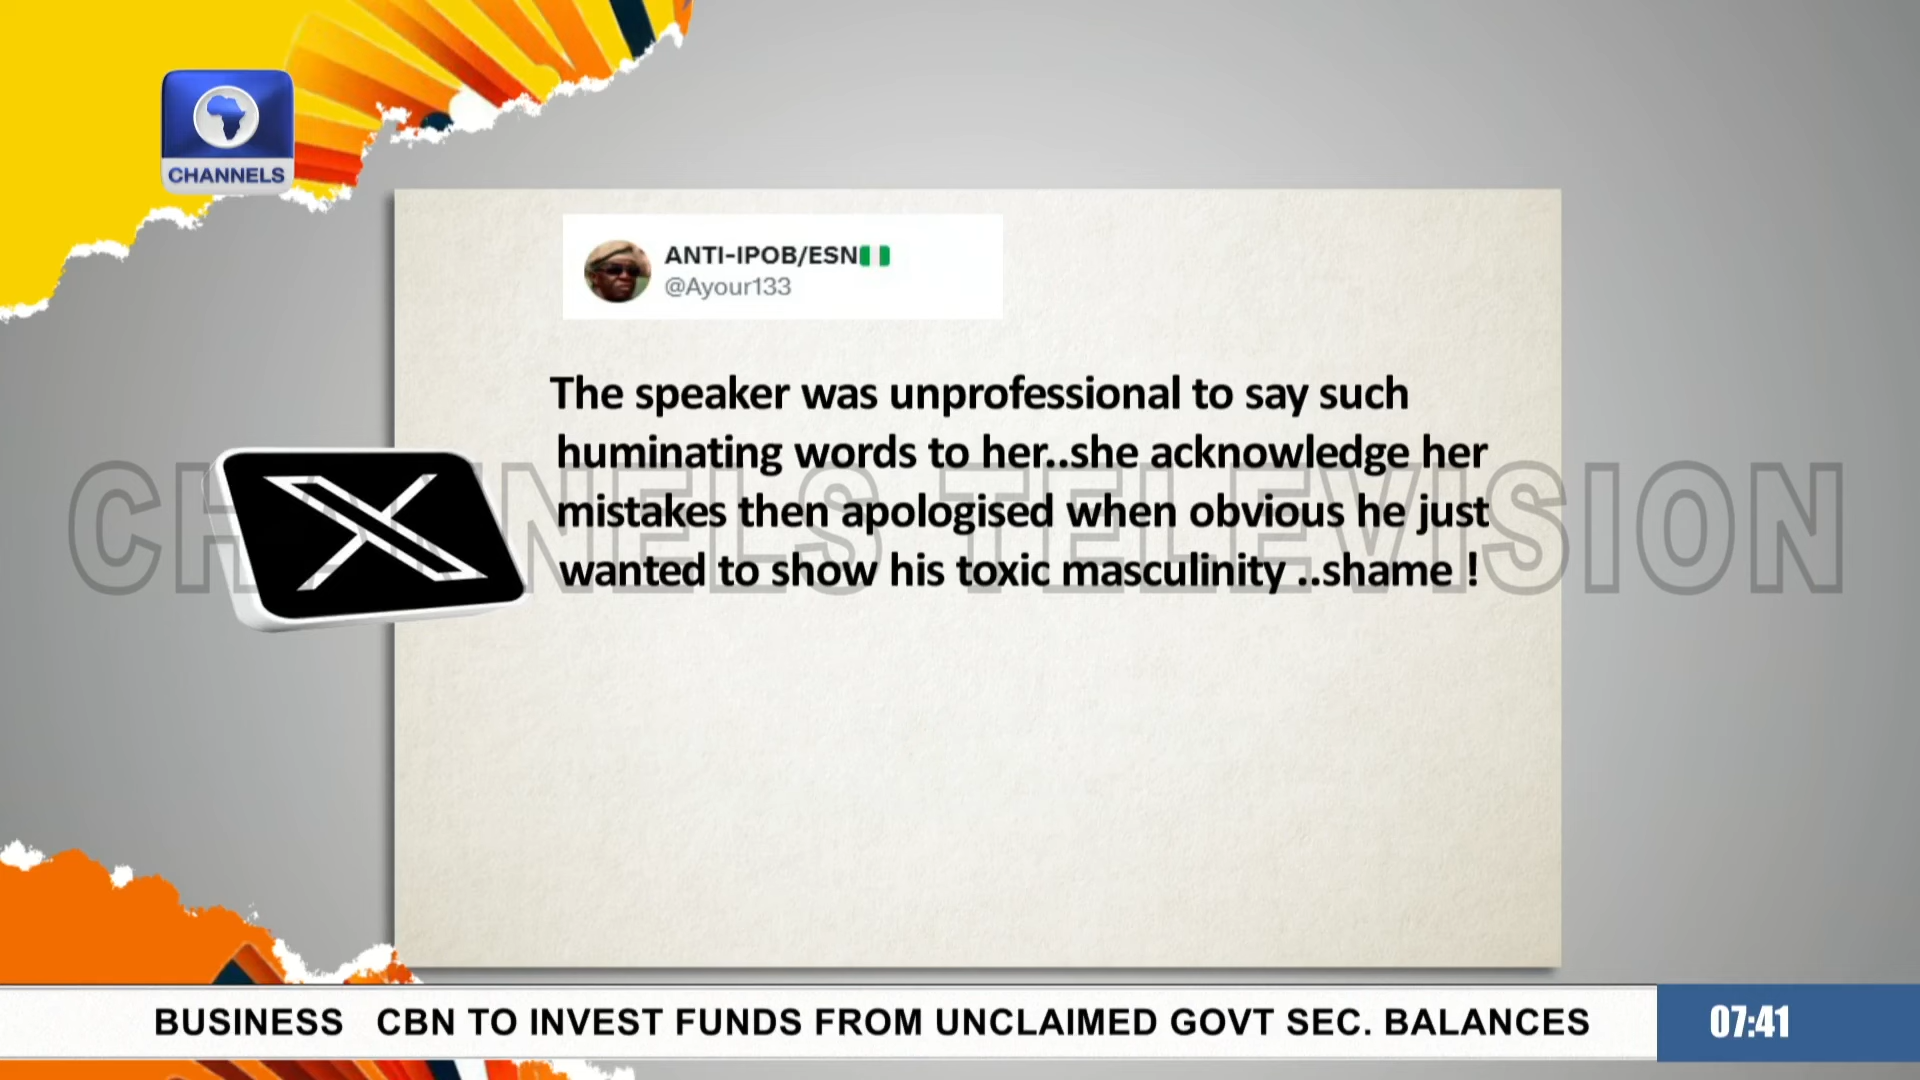 CHANNELS
ANTI-IPOB/ESN🇳🇬
@Ayour133
The speaker was unprofessional to say such
huminating words to her..she acknowledge her
mistakes then apologised when obvious he just
wanted to show his toxic masculinity ..shame !
CHANNELS TELEVISION
BUSINESS CBN TO INVEST FUNDS FROM UNCLAIMED GOVT SEC. BALANCES
07:41